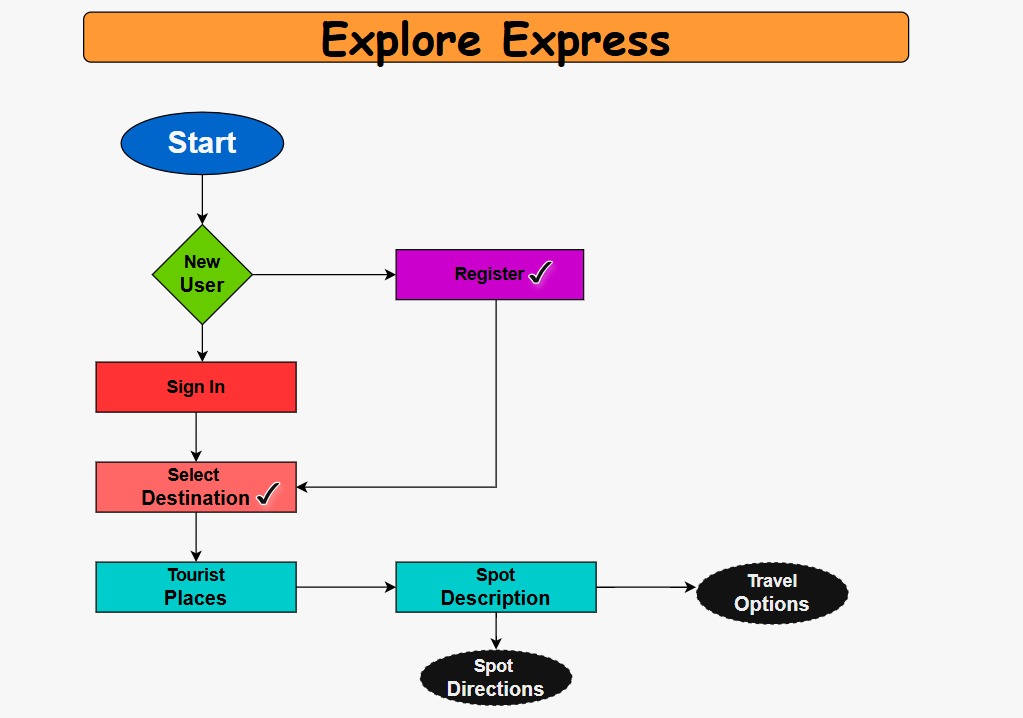 Explore Express
Start
New
User
Register ✓
Sign In
Select
Destination ✓
Tourist
Places
Spot
Description
Travel
Options
Spot
Directions